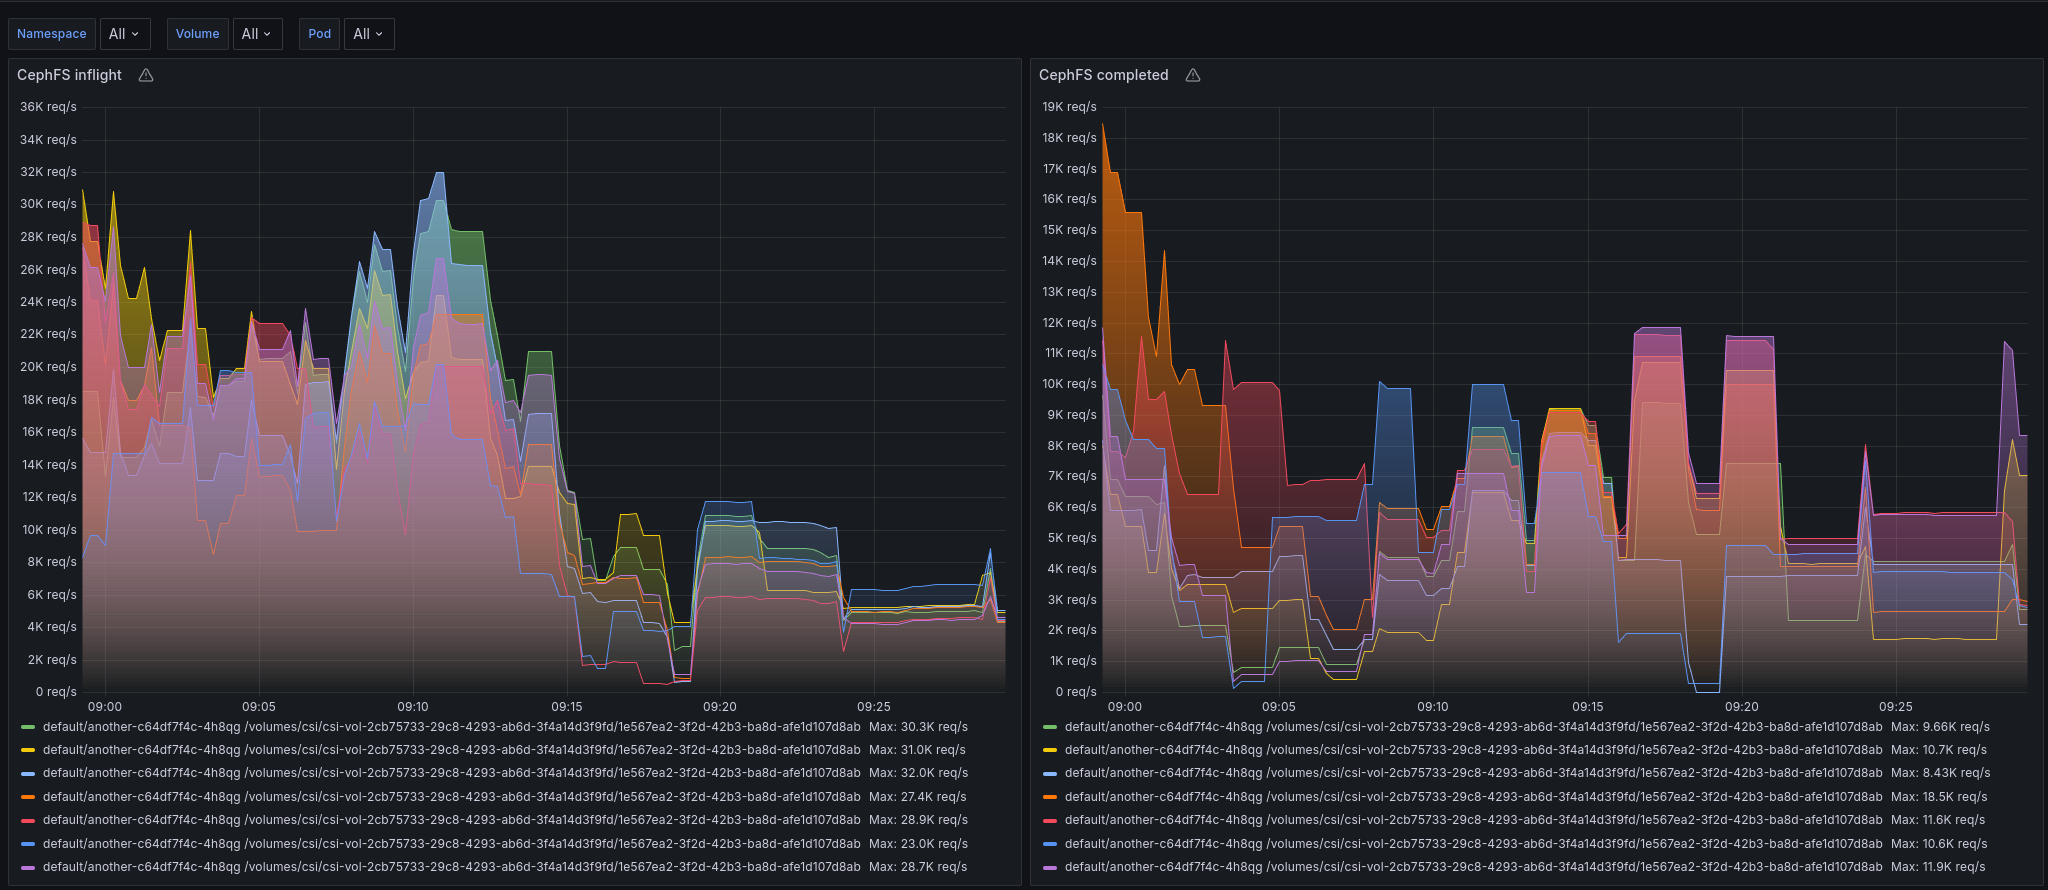 Namespace All Volume All Pod All
CephFS inflight
36K req/s
34K req/s
32K req/s
30K req/s
28K req/s
26K req/s
24K req/s
22K req/s
20K req/s
18K req/s
16K req/s
14K req/s
12K req/s
10K req/s
8K req/s
6K req/s
4K req/s
2K req/s
0 req/s
09:00 09:05 09:10 09:15 09:20 09:25
default/another-c64df7f4c-4h8qg /volumes/csi/csi-vol-2cb75733-29c8-4293-ab6d-3f4a14d3f9fd/1e567ea2-3f2d-42b3-ba8d-afe1d107d8ab Max: 30.3K req/s
default/another-c64df7f4c-4h8qg /volumes/csi/csi-vol-2cb75733-29c8-4293-ab6d-3f4a14d3f9fd/1e567ea2-3f2d-42b3-ba8d-afe1d107d8ab Max: 31.0K req/s
default/another-c64df7f4c-4h8qg /volumes/csi/csi-vol-2cb75733-29c8-4293-ab6d-3f4a14d3f9fd/1e567ea2-3f2d-42b3-ba8d-afe1d107d8ab Max: 32.0K req/s
default/another-c64df7f4c-4h8qg /volumes/csi/csi-vol-2cb75733-29c8-4293-ab6d-3f4a14d3f9fd/1e567ea2-3f2d-42b3-ba8d-afe1d107d8ab Max: 27.4K req/s
default/another-c64df7f4c-4h8qg /volumes/csi/csi-vol-2cb75733-29c8-4293-ab6d-3f4a14d3f9fd/1e567ea2-3f2d-42b3-ba8d-afe1d107d8ab Max: 28.9K req/s
default/another-c64df7f4c-4h8qg /volumes/csi/csi-vol-2cb75733-29c8-4293-ab6d-3f4a14d3f9fd/1e567ea2-3f2d-42b3-ba8d-afe1d107d8ab Max: 23.0K req/s
default/another-c64df7f4c-4h8qg /volumes/csi/csi-vol-2cb75733-29c8-4293-ab6d-3f4a14d3f9fd/1e567ea2-3f2d-42b3-ba8d-afe1d107d8ab Max: 28.7K req/s
CephFS completed
19K req/s
18K req/s
17K req/s
16K req/s
15K req/s
14K req/s
13K req/s
12K req/s
11K req/s
10K req/s
9K req/s
8K req/s
7K req/s
6K req/s
5K req/s
4K req/s
3K req/s
2K req/s
1K req/s
0 req/s
09:00 09:05 09:10 09:15 09:20 09:25
default/another-c64df7f4c-4h8qg /volumes/csi/csi-vol-2cb75733-29c8-4293-ab6d-3f4a14d3f9fd/1e567ea2-3f2d-42b3-ba8d-afe1d107d8ab Max: 9.66K req/s
default/another-c64df7f4c-4h8qg /volumes/csi/csi-vol-2cb75733-29c8-4293-ab6d-3f4a14d3f9fd/1e567ea2-3f2d-42b3-ba8d-afe1d107d8ab Max: 10.7K req/s
default/another-c64df7f4c-4h8qg /volumes/csi/csi-vol-2cb75733-29c8-4293-ab6d-3f4a14d3f9fd/1e567ea2-3f2d-42b3-ba8d-afe1d107d8ab Max: 8.43K req/s
default/another-c64df7f4c-4h8qg /volumes/csi/csi-vol-2cb75733-29c8-4293-ab6d-3f4a14d3f9fd/1e567ea2-3f2d-42b3-ba8d-afe1d107d8ab Max: 18.5K req/s
default/another-c64df7f4c-4h8qg /volumes/csi/csi-vol-2cb75733-29c8-4293-ab6d-3f4a14d3f9fd/1e567ea2-3f2d-42b3-ba8d-afe1d107d8ab Max: 11.6K req/s
default/another-c64df7f4c-4h8qg /volumes/csi/csi-vol-2cb75733-29c8-4293-ab6d-3f4a14d3f9fd/1e567ea2-3f2d-42b3-ba8d-afe1d107d8ab Max: 10.6K req/s
default/another-c64df7f4c-4h8qg /volumes/csi/csi-vol-2cb75733-29c8-4293-ab6d-3f4a14d3f9fd/1e567ea2-3f2d-42b3-ba8d-afe1d107d8ab Max: 11.9K req/s